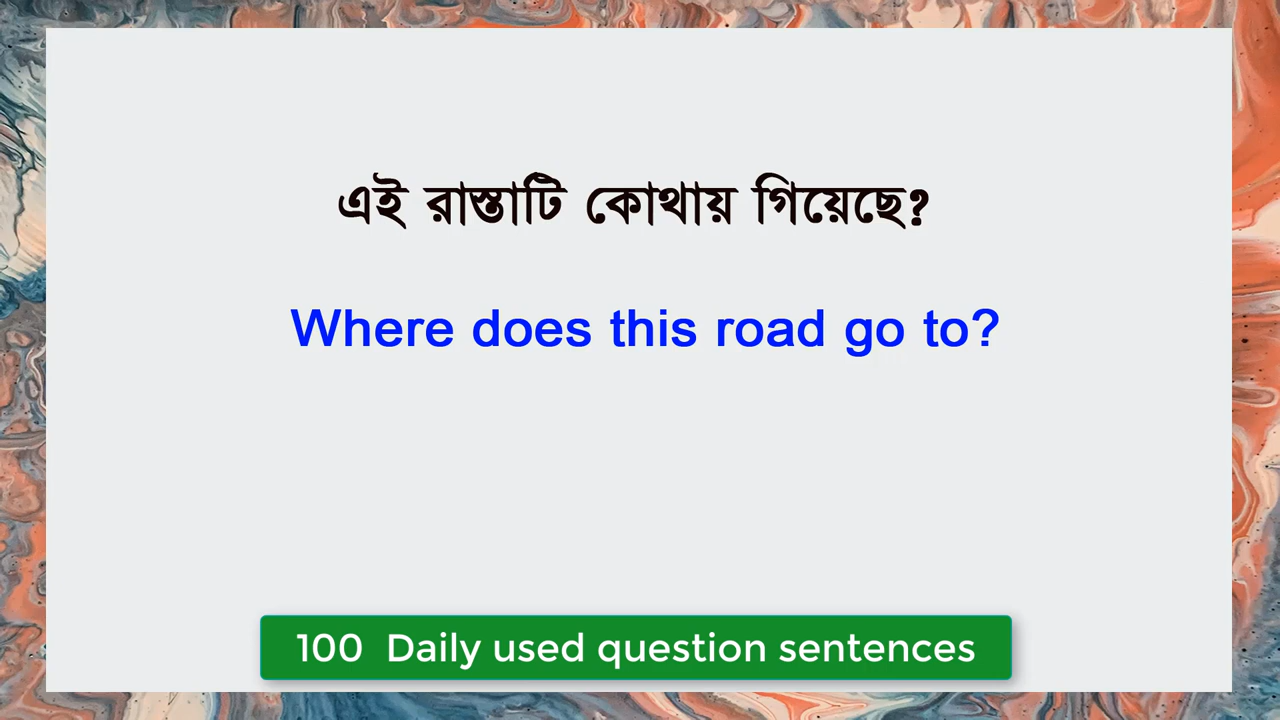 এই রাস্তাটি কোথায় গিয়েছে?
Where does this road go to?
100 Daily used question sentences